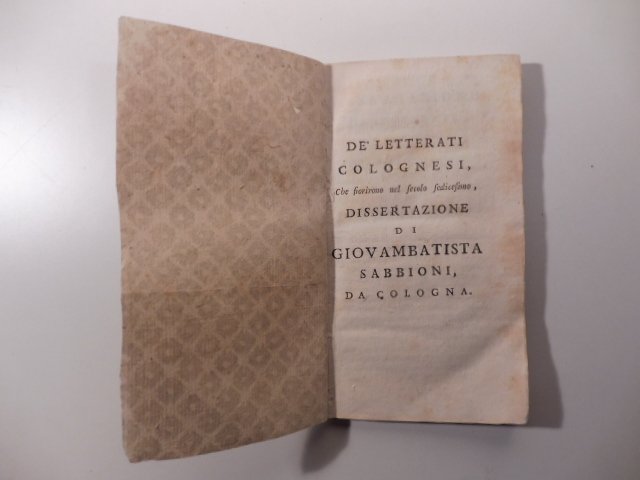 DE' LETTERATI
COLOGNESI,
Che fiorirono nel secolo sedicesimo,
DISSERTAZIONE
DI
GIOVAMBATISTA
SABBIONI,
DA COLOGNA.